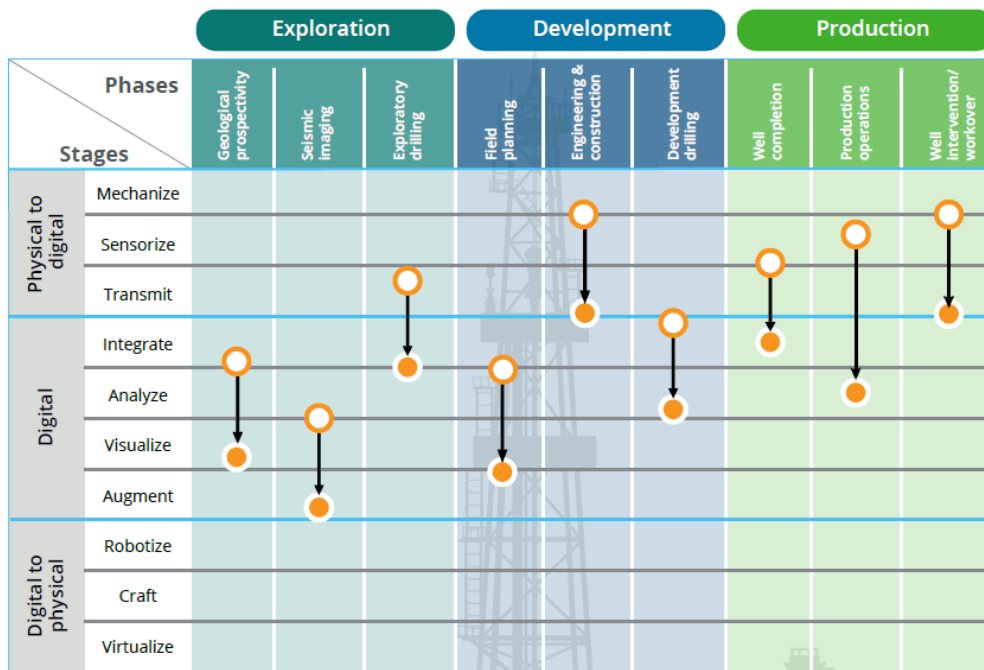 Exploration
Development
Production
Phases
Stages
Geological
prospectivity
Seismic
imaging
Exploratory
drilling
Field
planning
Engineering &
construction
Development
drilling
Well
completion
Production
operations
Well
intervention/
workover
Physical to
digital
Mechanize
Sensorize
Transmit
Digital
Integrate
Analyze
Visualize
Augment
Digital to
physical
Robotize
Craft
Virtualize